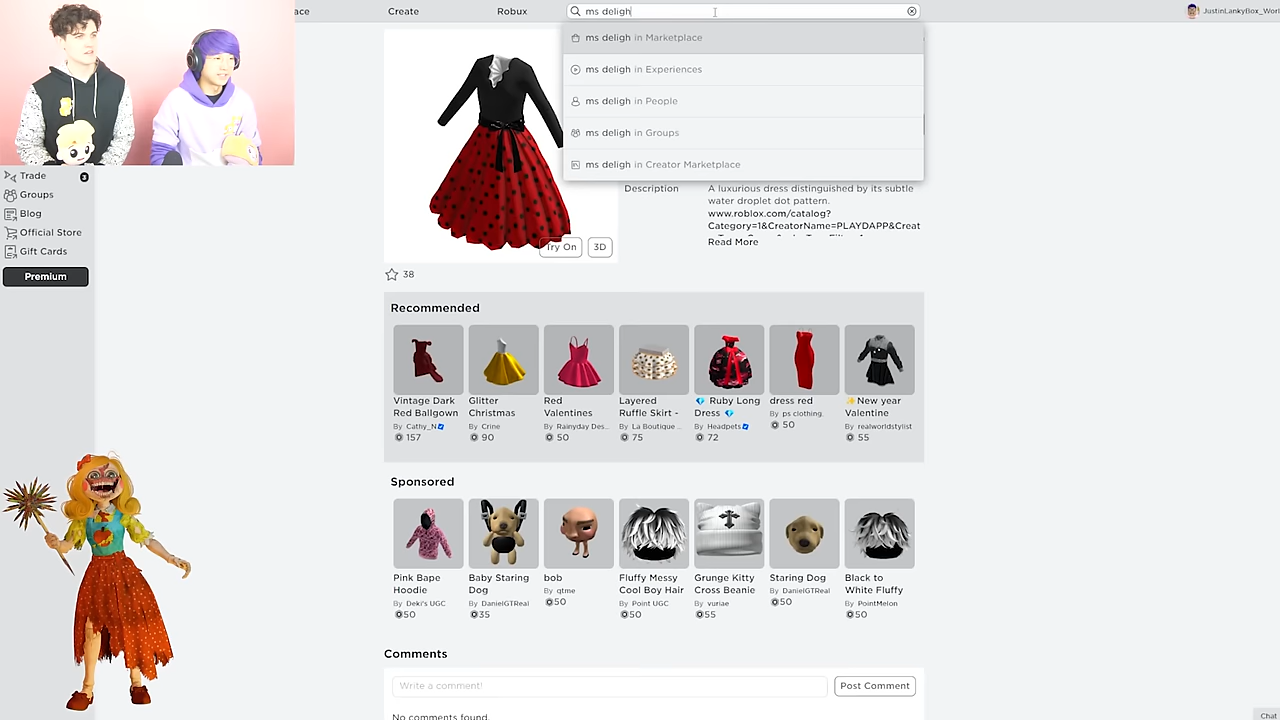 ace
Create
Robux
ms deligh
JustinLankyBox_Worl
ms deligh in Marketplace
ms deligh in Experiences
ms deligh in People
ms deligh in Groups
ms deligh in Creator Marketplace
Trade
3
Groups
Blog
Official Store
Gift Cards
Premium
Try On
3D
38
Description
A luxurious dress distinguished by its subtle
water droplet dot pattern.
www.roblox.com/catalog?
Category=1&CreatorName=PLAYDAPP&Creat
Read More
Recommended
Vintage Dark
Red Ballgown
By Cathy_N
157
Glitter
Christmas
By Crine
90
Red
Valentines
By Rainyday Des...
50
Layered
Ruffle Skirt -
By La Boutique ...
75
💎 Ruby Long
Dress 💎
By Headpets
72
dress red
By ps clothing.
50
✨New year
Valentine
By realworldstylist
55
Sponsored
Pink Bape
Hoodie
By Deki's UGC
50
Baby Staring
Dog
By DanielGTReal
35
bob
By qtme
50
Fluffy Messy
Cool Boy Hair
By Point UGC
50
Grunge Kitty
Cross Beanie
By vuriae
55
Staring Dog
By DanielGTReal
50
Black to
White Fluffy
By PointMelon
50
Comments
Write a comment!
Post Comment
No comments found.
Chat